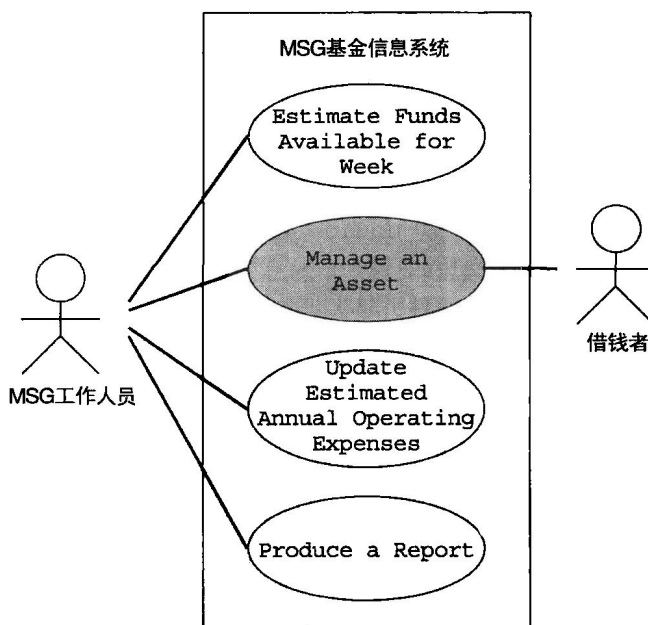 MSG基金信息系统
Estimate Funds
Available for
Week
Manage an
Asset
借钱者
MSG工作人员
Update
Estimated
Annual Operating
Expenses
Produce a Report